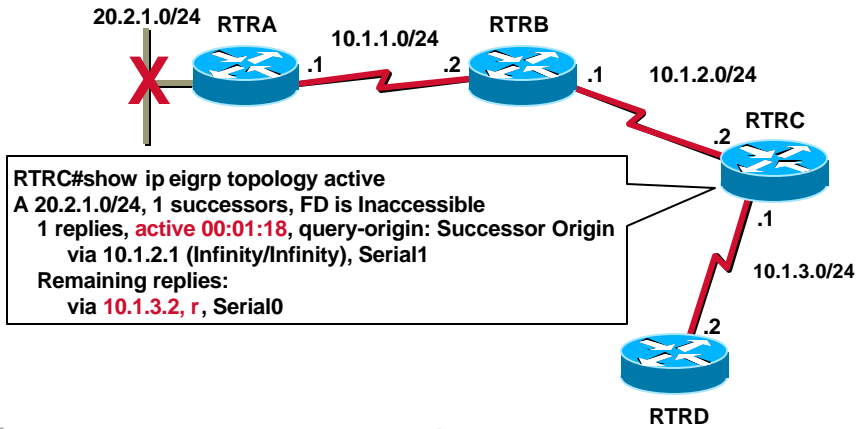 20.2.1.0/24
RTRA
10.1.1.0/24
RTRB
.1
.2
.1
10.1.2.0/24
RTRC
.2
RTRC#show ip eigrp topology active
A 20.2.1.0/24, 1 successors, FD is Inaccessible
1 replies, active 00:01:18, query-origin: Successor Origin
via 10.1.2.1 (Infinity/Infinity), Serial1
Remaining replies:
via 10.1.3.2, r, Serial0
.1
10.1.3.0/24
.2
RTRD